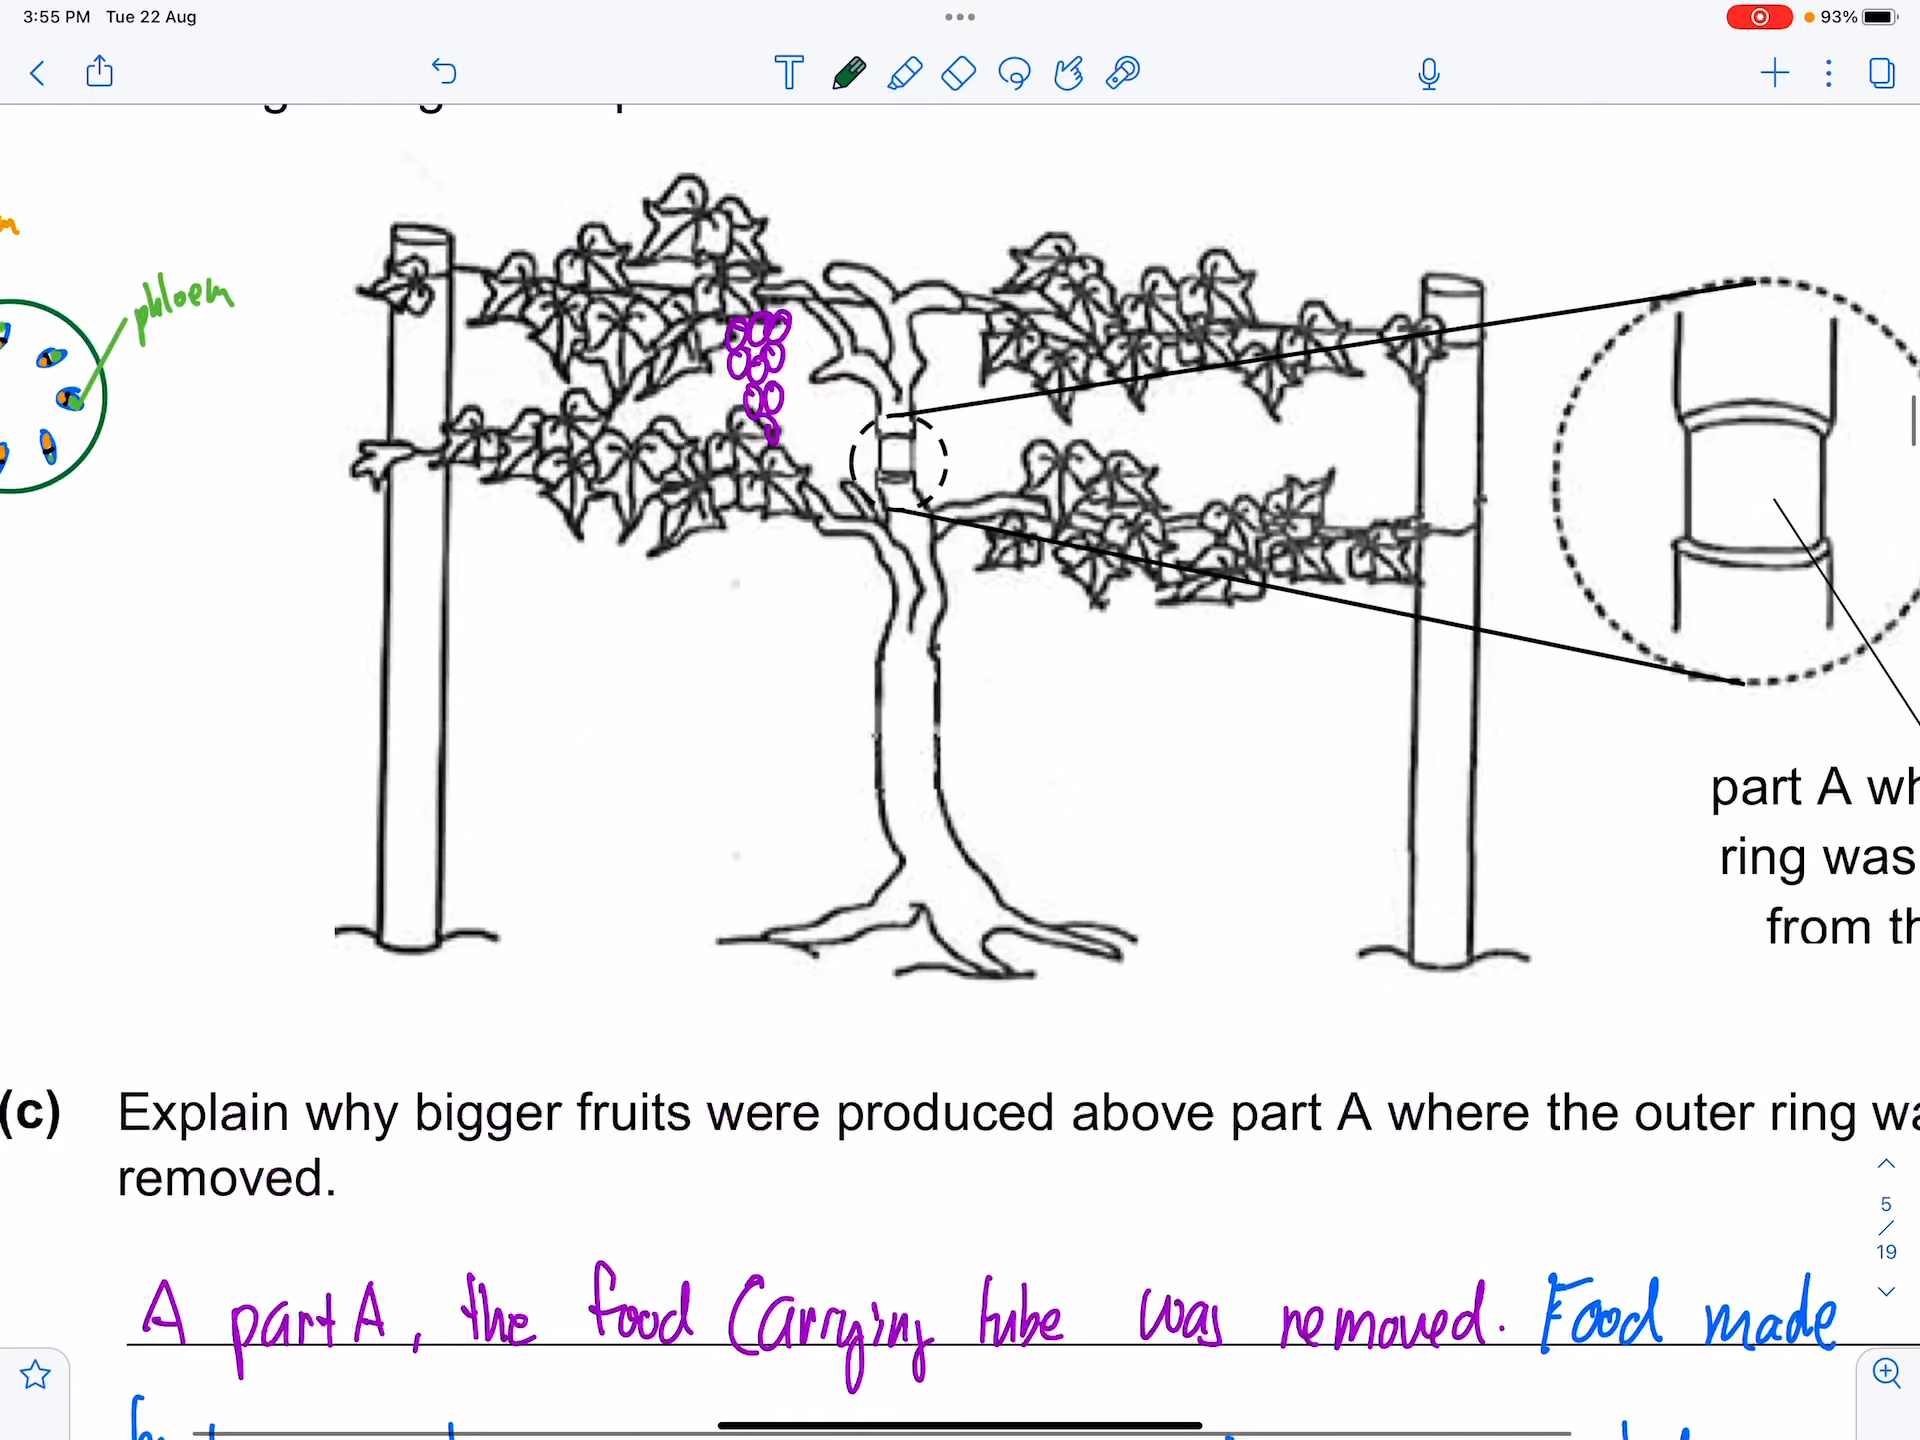 3:55 PM Tue 22 Aug
93%
phloem
part A wh
ring was
from th
(c) Explain why bigger fruits were produced above part A where the outer ring wa
removed.
5
/
19
A part A, the food Carrying tube was removed. Food made